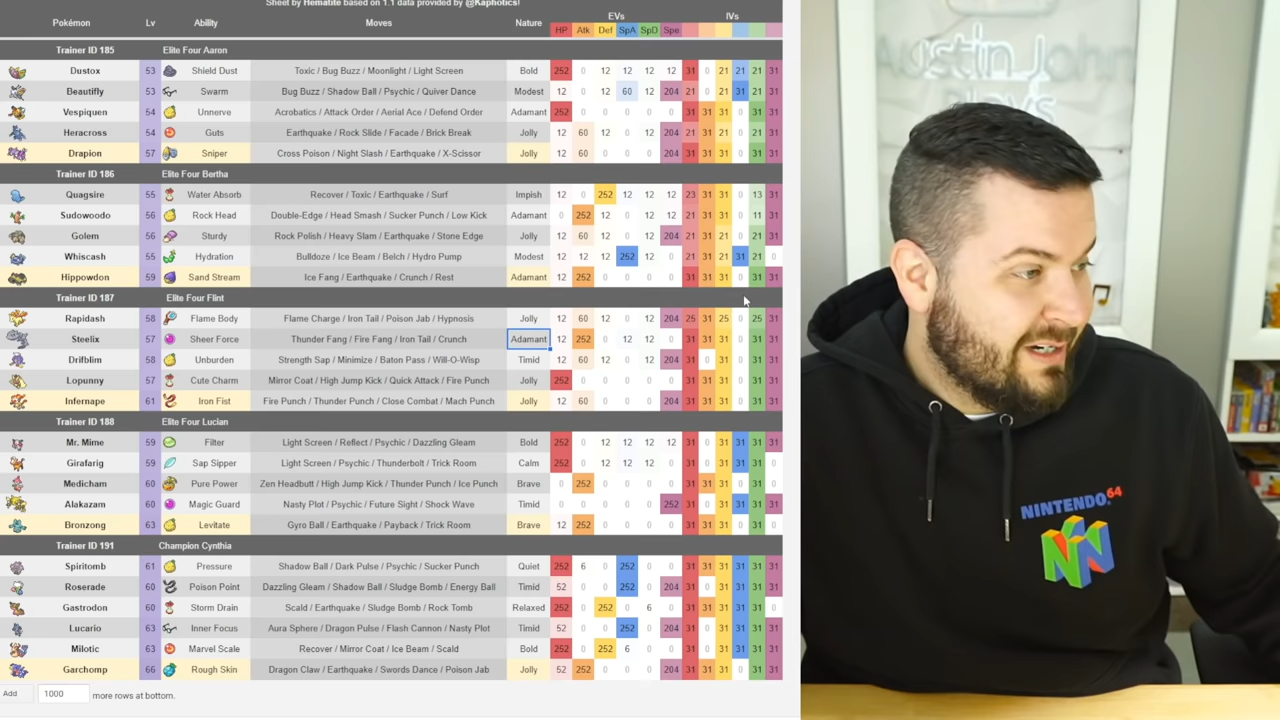 Sheet by Hematite based on 1.1 data provided by @Kaphotics!
Pokémon Lv Ability Moves Nature EVs IVs
HP Atk Def SpA SpD Spe
Trainer ID 185 Elite Four Aaron
Dustox 53 Shield Dust Toxic / Bug Buzz / Moonlight / Light Screen Bold 252 0 12 12 12 12 31 0 21 21 21 31
Beautifly 53 Swarm Bug Buzz / Shadow Ball / Psychic / Quiver Dance Modest 12 0 12 60 12 204 21 0 21 31 21 31
Vespiquen 54 Unnerve Acrobatics / Attack Order / Aerial Ace / Defend Order Adamant 252 0 0 0 0 0 31 31 31 0 31 31
Heracross 54 Guts Earthquake / Rock Slide / Facade / Brick Break Jolly 12 60 12 0 12 204 21 31 21 0 21 31
Drapion 57 Sniper Cross Poison / Night Slash / Earthquake / X-Scissor Jolly 12 60 0 0 0 204 31 31 31 0 31 31
Trainer ID 186 Elite Four Bertha
Quagsire 55 Water Absorb Recover / Toxic / Earthquake / Surf Impish 12 0 252 12 12 12 23 31 31 0 13 31
Sudowoodo 56 Rock Head Double-Edge / Head Smash / Sucker Punch / Low Kick Adamant 0 252 12 0 12 12 21 31 31 0 11 31
Golem 56 Sturdy Rock Polish / Heavy Slam / Earthquake / Stone Edge Jolly 12 60 12 0 12 204 21 31 31 0 21 31
Whiscash 55 Hydration Bulldoze / Ice Beam / Belch / Hydro Pump Modest 12 12 12 252 12 0 21 31 21 31 21 0
Hippowdon 59 Sand Stream Ice Fang / Earthquake / Crunch / Rest Adamant 12 252 0 0 0 0 31 31 31 0 31 31
Trainer ID 187 Elite Four Flint
Rapidash 58 Flame Body Flame Charge / Iron Tail / Poison Jab / Hypnosis Jolly 12 60 12 0 12 204 25 31 25 0 25 31
Steelix 57 Sheer Force Thunder Fang / Fire Fang / Iron Tail / Crunch Adamant 12 252 0 12 12 0 31 31 31 0 31 31
Drifblim 58 Unburden Strength Sap / Minimize / Baton Pass / Will-O-Wisp Timid 12 60 12 0 12 204 31 0 31 0 31 31
Lopunny 57 Cute Charm Mirror Coat / High Jump Kick / Quick Attack / Fire Punch Jolly 252 0 0 0 0 0 31 31 31 0 31 31
Infernape 61 Iron Fist Fire Punch / Thunder Punch / Close Combat / Mach Punch Jolly 12 60 0 0 0 204 31 31 31 0 31 31
Trainer ID 188 Elite Four Lucian
Mr. Mime 59 Filter Light Screen / Reflect / Psychic / Dazzling Gleam Bold 252 0 12 12 12 12 31 0 31 31 31 31
Girafarig 59 Sap Sipper Light Screen / Psychic / Thunderbolt / Trick Room Calm 252 0 12 12 12 0 31 0 31 31 31 0
Medicham 60 Pure Power Zen Headbutt / High Jump Kick / Thunder Punch / Ice Punch Brave 0 252 0 0 0 0 31 31 31 0 31 0
Alakazam 60 Magic Guard Nasty Plot / Psychic / Future Sight / Shock Wave Timid 0 0 0 0 0 252 31 0 31 31 31 31
Bronzong 63 Levitate Gyro Ball / Earthquake / Payback / Trick Room Brave 12 252 0 0 0 0 31 31 31 0 31 0
Trainer ID 191 Champion Cynthia
Spiritomb 61 Pressure Shadow Ball / Dark Pulse / Psychic / Sucker Punch Quiet 252 6 0 252 0 0 31 31 31 31 31 0
Roserade 60 Poison Point Dazzling Gleam / Shadow Ball / Sludge Bomb / Energy Ball Timid 52 0 0 252 0 204 31 0 31 31 31 31
Gastrodon 60 Storm Drain Scald / Earthquake / Sludge Bomb / Rock Tomb Relaxed 252 0 252 0 6 0 31 31 31 31 31 0
Lucario 63 Inner Focus Aura Sphere / Dragon Pulse / Flash Cannon / Nasty Plot Timid 52 0 0 252 0 204 31 0 31 31 31 31
Milotic 63 Marvel Scale Recover / Mirror Coat / Ice Beam / Scald Bold 252 0 252 6 0 0 31 0 31 31 31 31
Garchomp 66 Rough Skin Dragon Claw / Earthquake / Swords Dance / Poison Jab Jolly 52 252 0 0 0 204 31 31 31 0 31 31
Add 1000 more rows at bottom.
Austin John
Plays
NINTENDO64